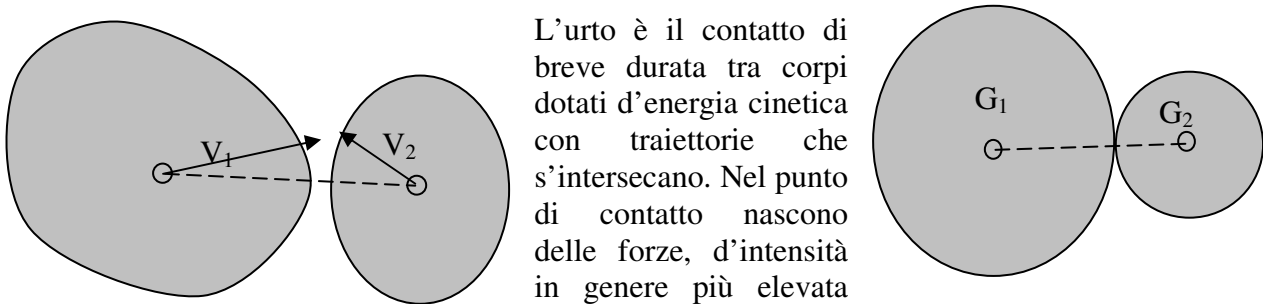 V₁
V₂
L'urto è il contatto di
breve durata tra corpi
dotati d'energia cinetica
con traiettorie che
s'intersecano. Nel punto
di contatto nascono
delle forze, d'intensità
in genere più elevata
G₁
G₂